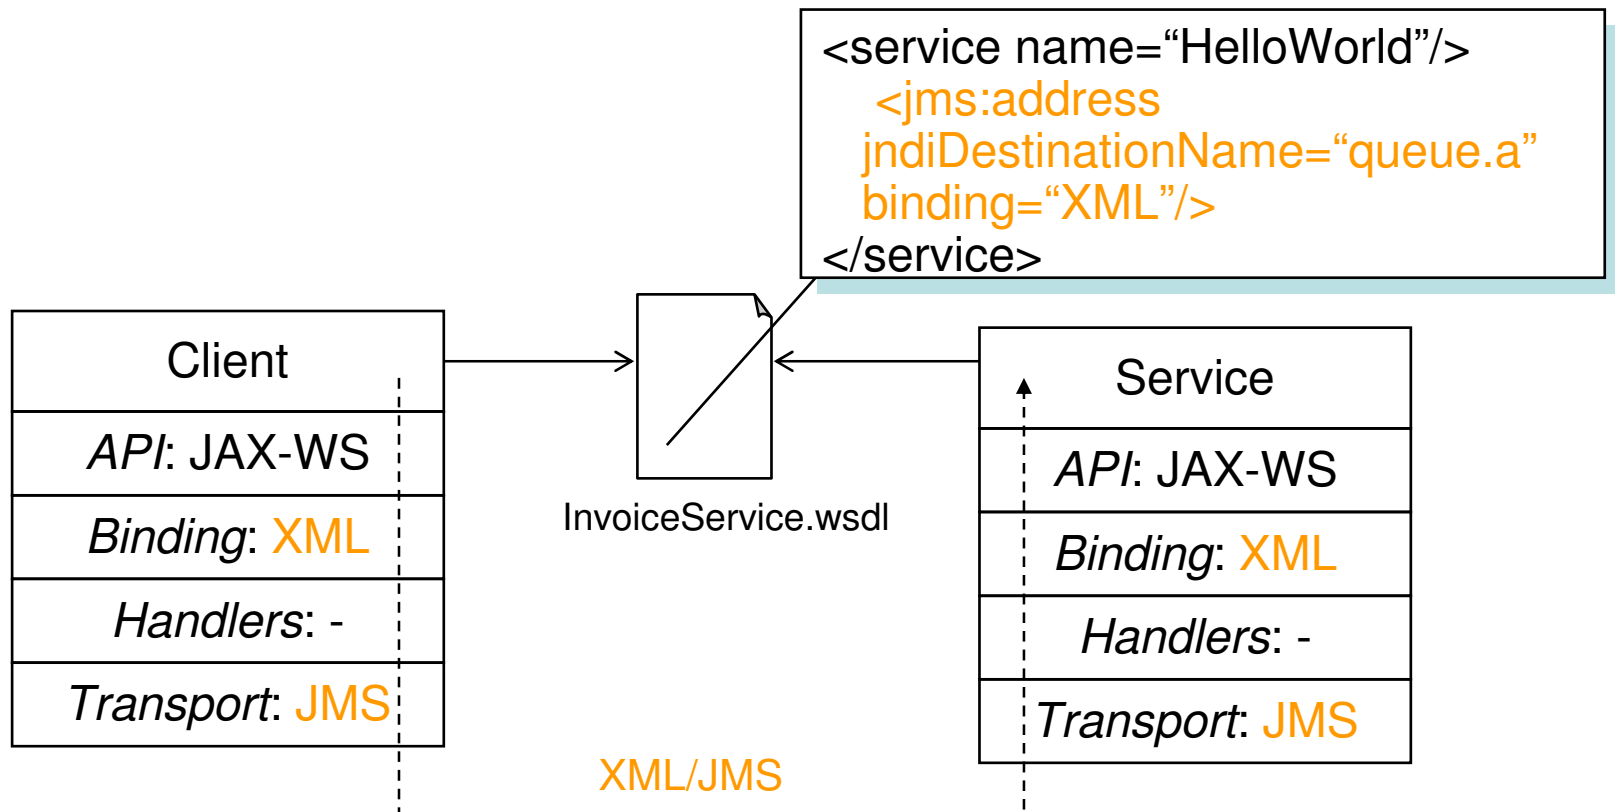 <service name=“HelloWorld”/>
<jms:address
jndiDestinationName=“queue.a”
binding=“XML”/>
</service>
Client
API: JAX-WS
Binding: XML
Handlers: -
Transport: JMS
InvoiceService.wsdl
Service
API: JAX-WS
Binding: XML
Handlers: -
Transport: JMS
XML/JMS